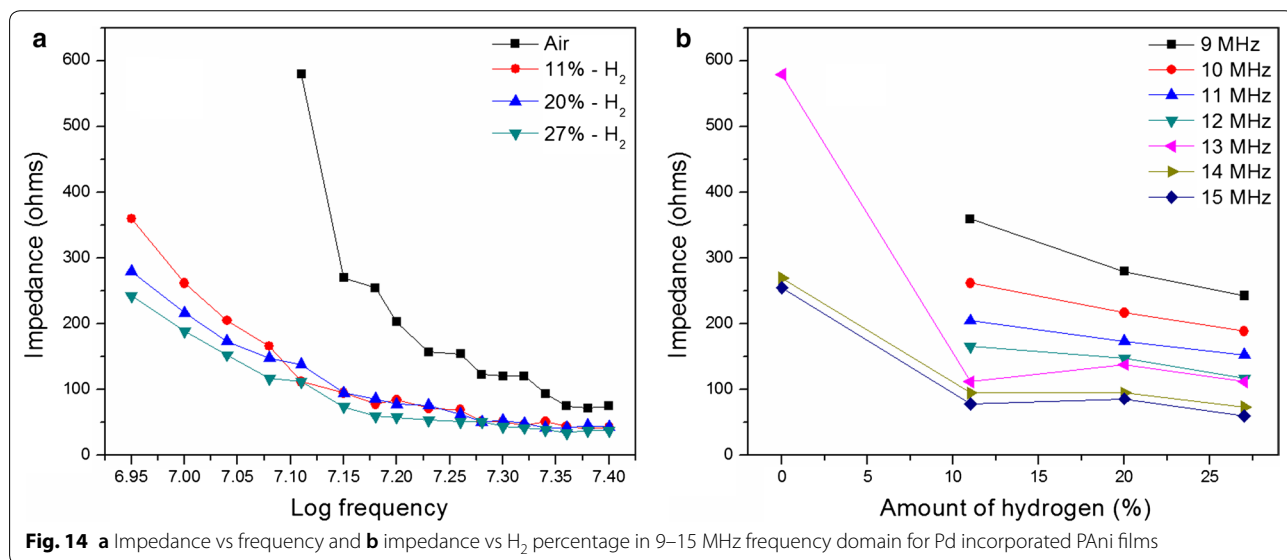 a
Air
11% - H₂
20% - H₂
27% - H₂
600
500
400
300
200
100
0
Impedance (ohms)
6.95 7.00 7.05 7.10 7.15 7.20 7.25 7.30 7.35 7.40
Log frequency
b
9 MHz
10 MHz
11 MHz
12 MHz
13 MHz
14 MHz
15 MHz
600
500
400
300
200
100
0
Impedance (ohms)
0 5 10 15 20 25
Amount of hydrogen (%)
Fig. 14 a Impedance vs frequency and b impedance vs H₂ percentage in 9–15 MHz frequency domain for Pd incorporated PAni films